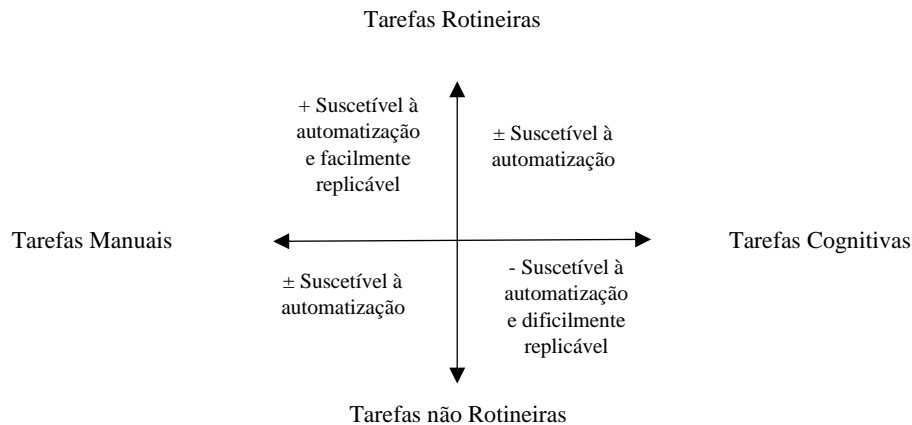 Tarefas Rotineiras
+ Suscetível à
automatização
e facilmente
replicável
± Suscetível à
automatização
Tarefas Manuais
Tarefas Cognitivas
± Suscetível à
automatização
- Suscetível à
automatização
e dificilmente
replicável
Tarefas não Rotineiras